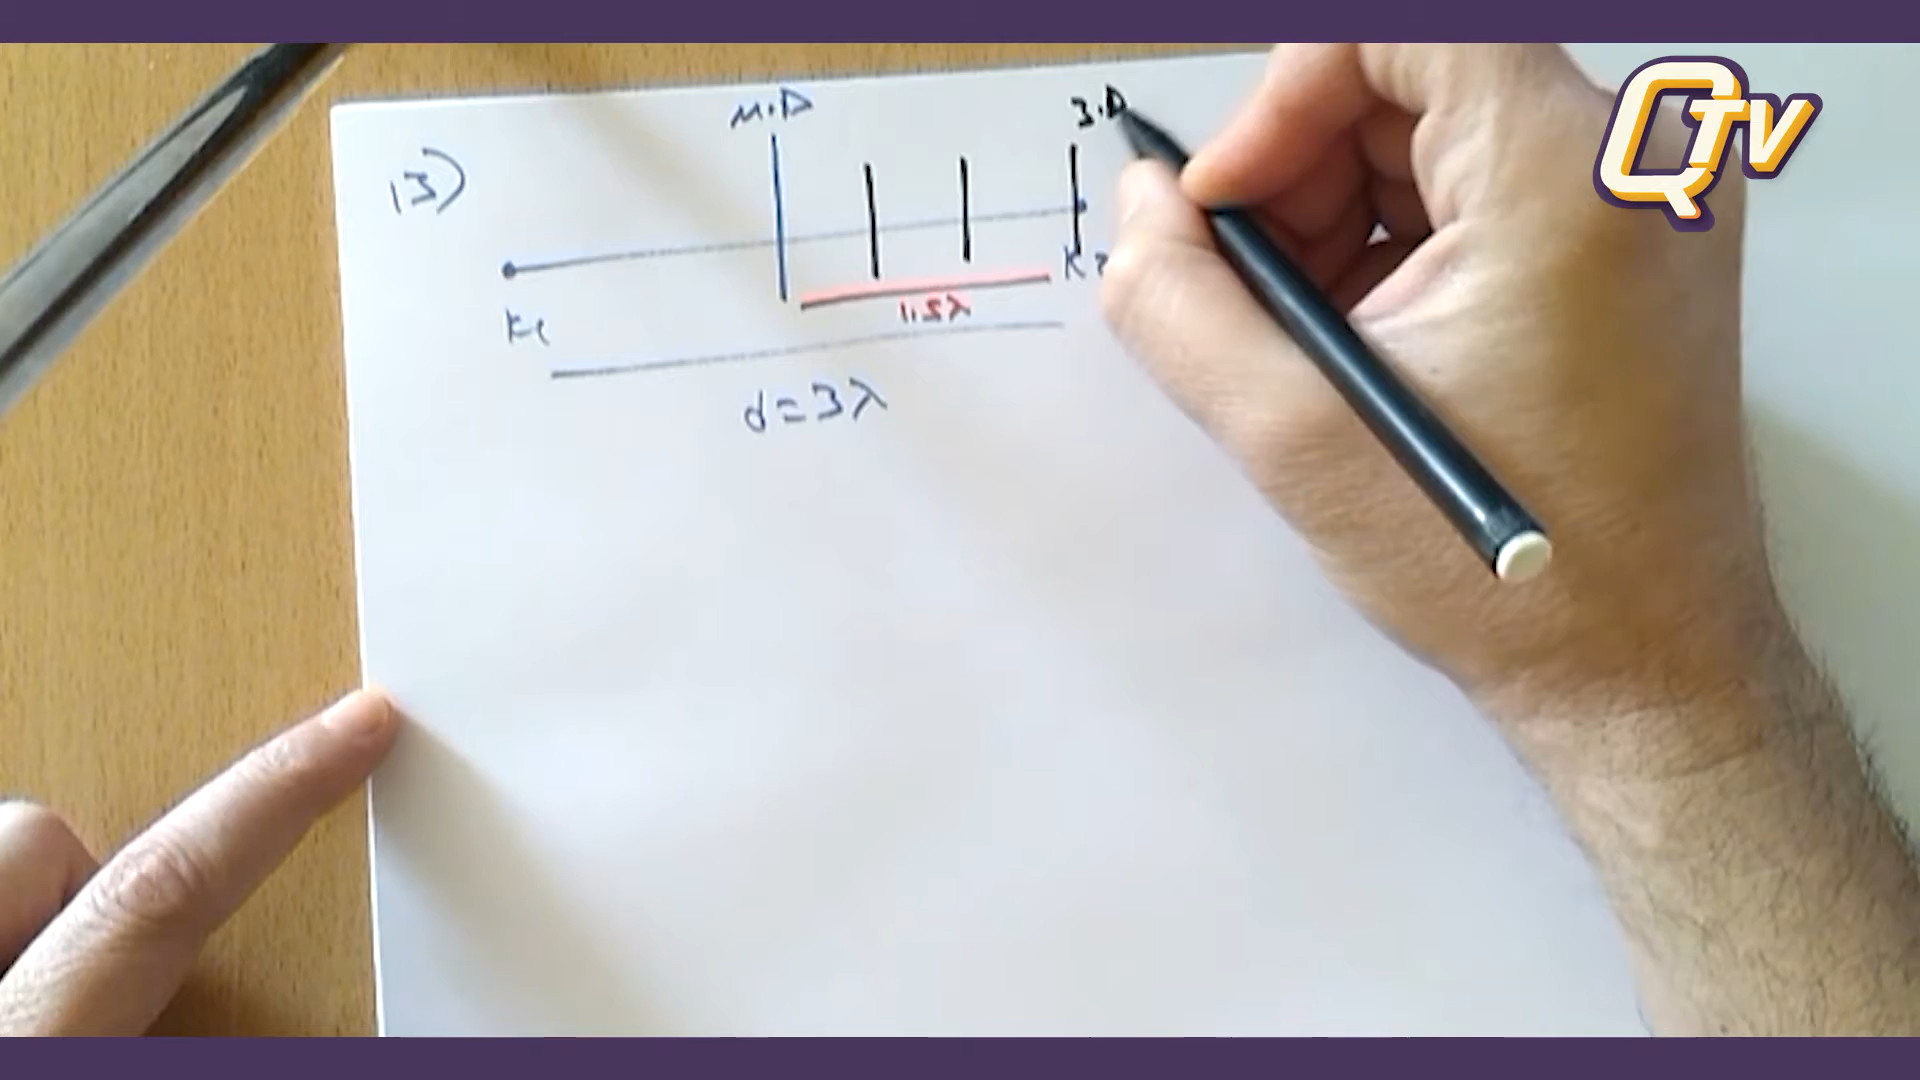 M.D
3.D
13)
K1
K2
1.5λ
d=3λ
QTV